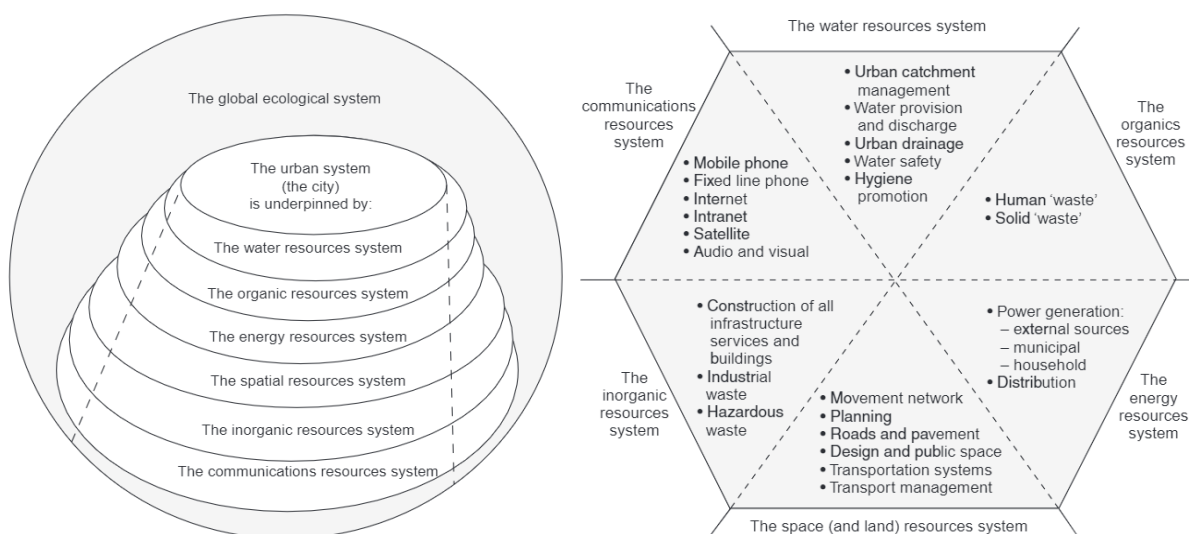 The global ecological system
The urban system
(the city)
is underpinned by:
The water resources system
The organic resources system
The energy resources system
The spatial resources system
The inorganic resources system
The communications resources system
The water resources system
The
communications
resources
system
• Mobile phone
• Fixed line phone
• Internet
• Intranet
• Satellite
• Audio and visual
• Urban catchment
management
• Water provision
and discharge
• Urban drainage
• Water safety
• Hygiene
promotion
The
organics
resources
system
• Human ‘waste’
• Solid ‘waste’
The
inorganic
resources
system
• Construction of all
infrastructure
services and
buildings
• Industrial
waste
• Hazardous
waste
• Movement network
• Planning
• Roads and pavement
• Design and public space
• Transportation systems
• Transport management
• Power generation:
– external sources
– municipal
– household
• Distribution
The
energy
resources
system
The space (and land) resources system